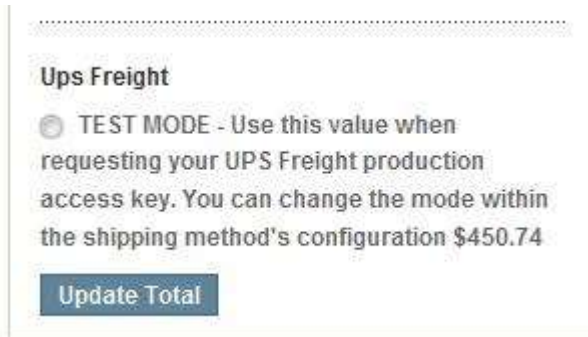 Ups Freight
TEST MODE - Use this value when
requesting your UPS Freight production
access key. You can change the mode within
the shipping method's configuration $450.74
Update Total